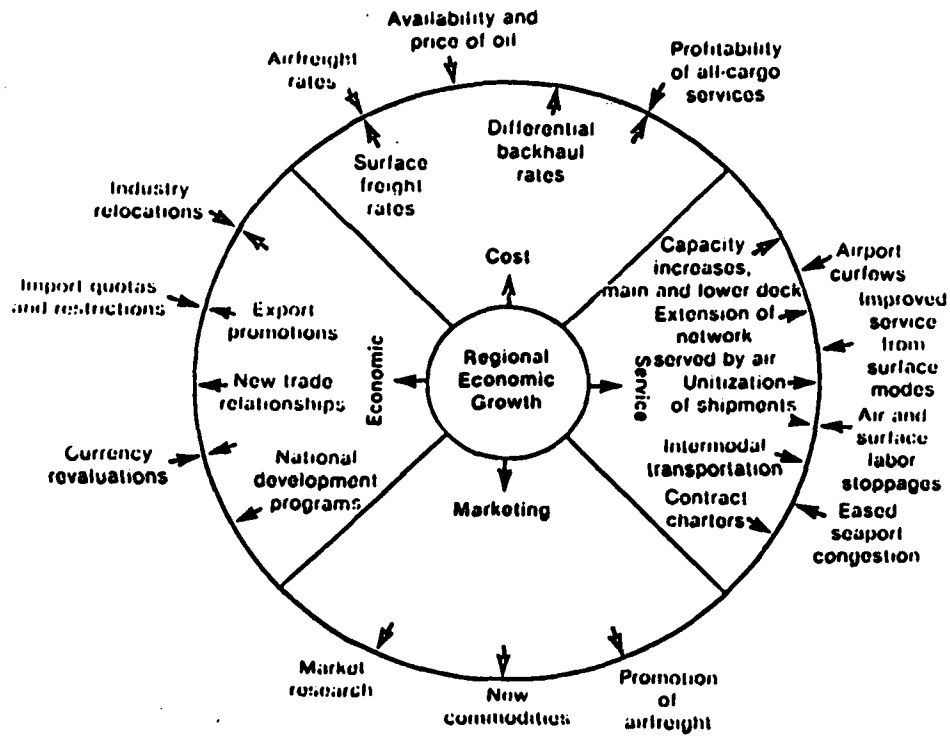 Availability and
price of oil
Airfreight
rates
Profitability
of all-cargo
services
Differential
backhaul
rates
Surface
freight
rates
Industry
relocations
Cost
Capacity
increases,
main and lower deck
Airport
curfews
Import quotas
and restrictions
Export
promotions
Extension of
network
served by air
Improved
service
from
surface
modes
Economic
Regional
Economic
Growth
Service
New trade
relationships
Unitization
of shipments
Air and
surface
labor
stoppages
Currency
revaluations
National
development
programs
Intermodal
transportation
Marketing
Contract
charters
Eased
seaport
congestion
Market
research
New
commodities
Promotion
of
airfreight